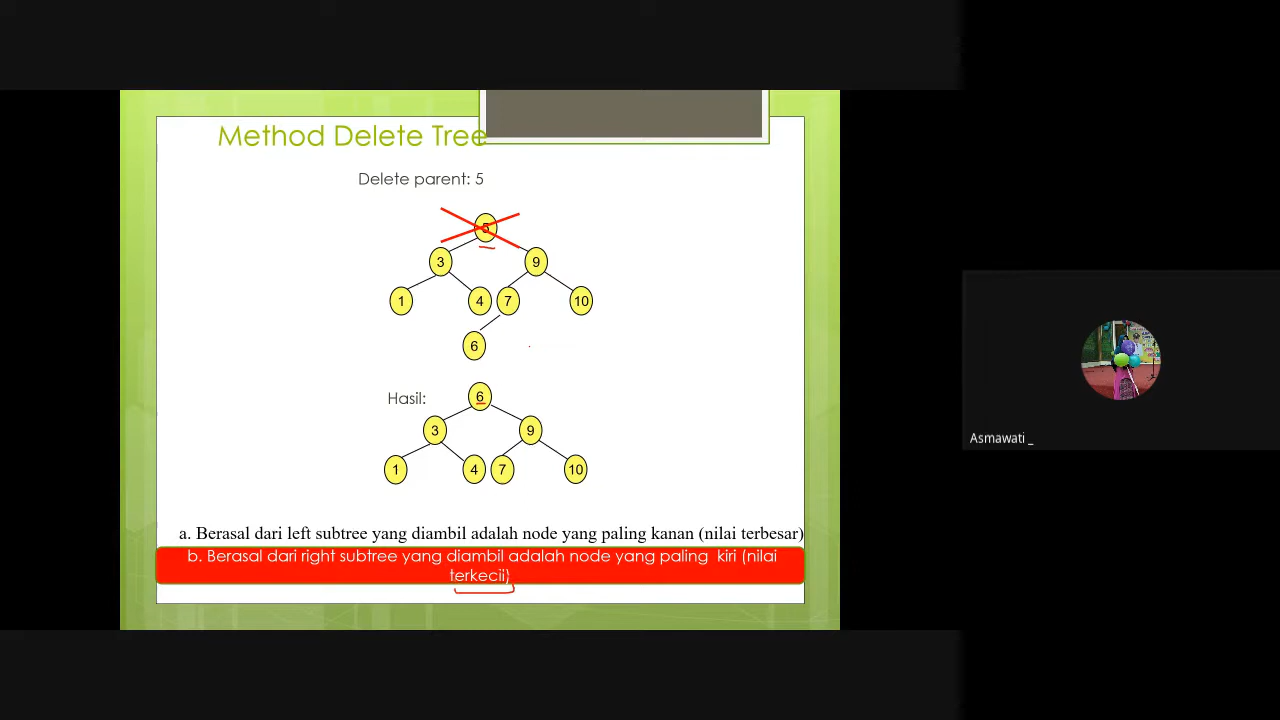 Method Delete Tree
Delete parent: 5
5
3 9
1 4 7 10
6
Hasil: 6
3 9
1 4 7 10
a. Berasal dari left subtree yang diambil adalah node yang paling kanan (nilai terbesar)
b. Berasal dari right subtree yang diambil adalah node yang paling kiri (nilai
terkecil)
Asmawati _